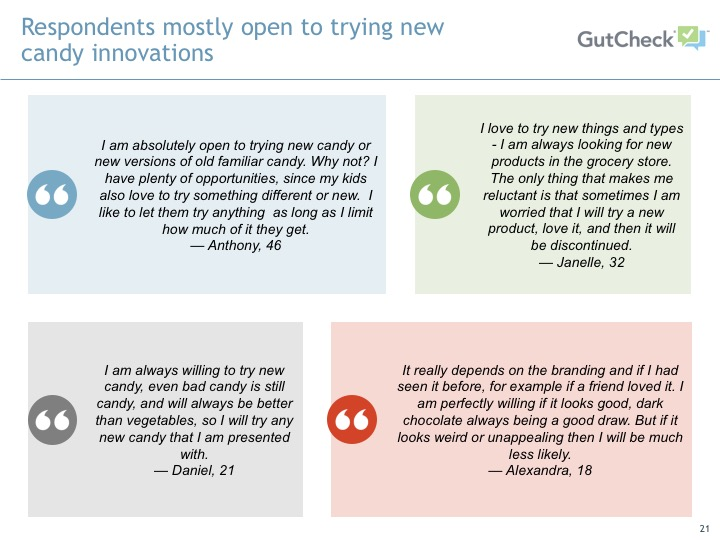 Respondents mostly open to trying new
candy innovations
GutCheck™
I am absolutely open to trying new candy or
new versions of old familiar candy. Why not? I
have plenty of opportunities, since my kids
also love to try something different or new.  I
like to let them try anything  as long as I limit
how much of it they get.
— Anthony, 46
I love to try new things and types
- I am always looking for new
products in the grocery store.
The only thing that makes me
reluctant is that sometimes I am
worried that I will try a new
product, love it, and then it will
be discontinued.
— Janelle, 32
I am always willing to try new
candy, even bad candy is still
candy, and will always be better
than vegetables, so I will try any
new candy that I am presented
with.
— Daniel, 21
It really depends on the branding and if I had
seen it before, for example if a friend loved it. I
am perfectly willing if it looks good, dark
chocolate always being a good draw. But if it
looks weird or unappealing then I will be much
less likely.
— Alexandra, 18
21